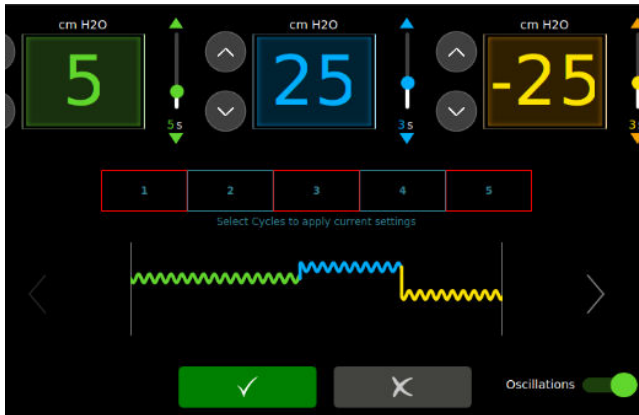 cm H2O cm H2O cm H2O
5 25 -25
5 s 3 s 3 s
1 2 3 4 5
Select Cycles to apply current settings
Oscillations